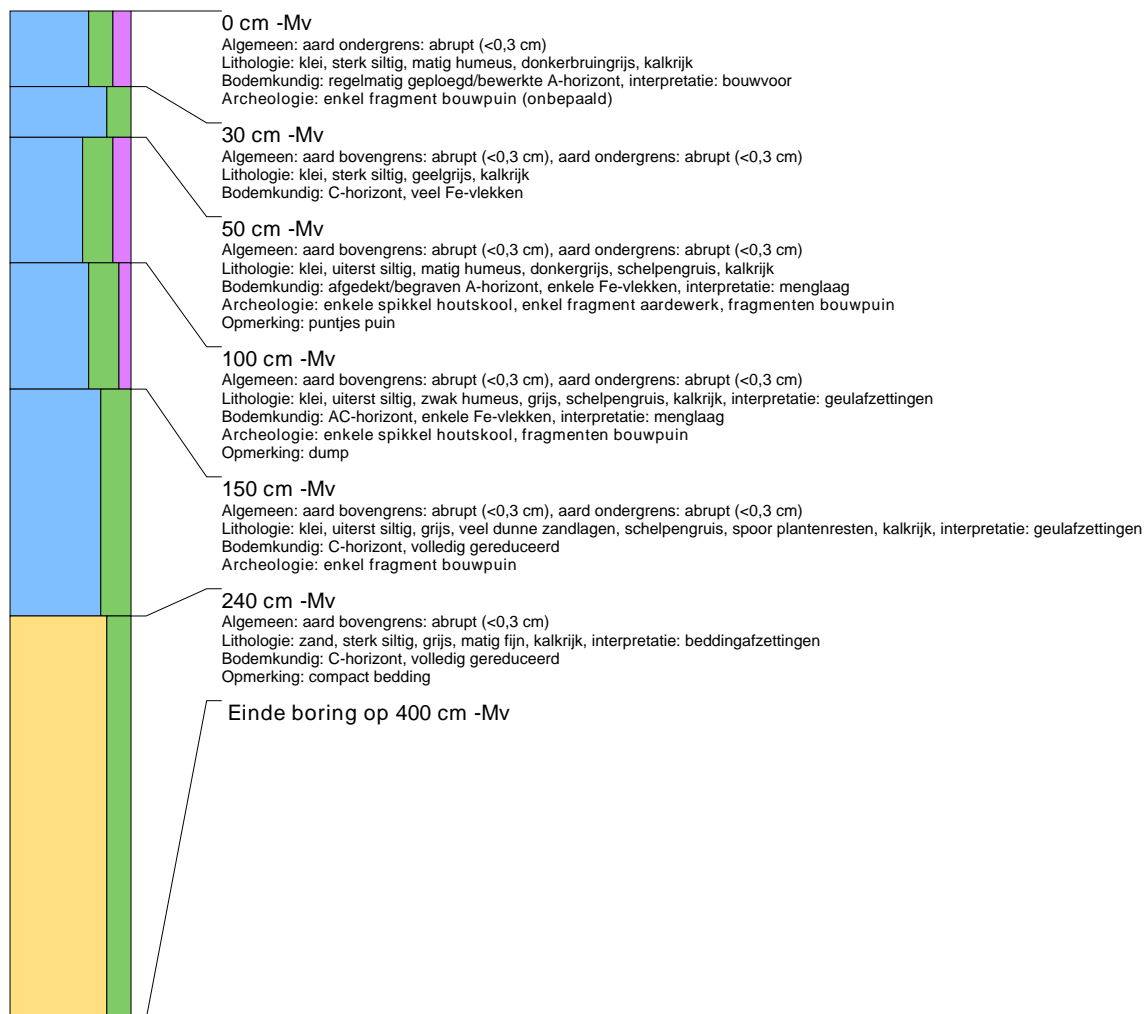 0 cm -Mv
Algemeen: aard ondergrens: abrupt (<0,3 cm)
Lithologie: klei, sterk siltig, matig humeus, donkerbruingrijs, kalkrijk
Bodemkundig: regelmatig geploegd/bewerkte A-horizont, interpretatie: bouwvoor
Archeologie: enkel fragment bouwpuin (onbepaald)
30 cm -Mv
Algemeen: aard bovengrens: abrupt (<0,3 cm), aard ondergrens: abrupt (<0,3 cm)
Lithologie: klei, sterk siltig, geelgrijs, kalkrijk
Bodemkundig: C-horizont, veel Fe-vlekken
50 cm -Mv
Algemeen: aard bovengrens: abrupt (<0,3 cm), aard ondergrens: abrupt (<0,3 cm)
Lithologie: klei, uiterst siltig, matig humeus, donkergrijs, schelpengruis, kalkrijk
Bodemkundig: afgedekt/begraven A-horizont, enkele Fe-vlekken, interpretatie: menglaag
Archeologie: enkele spikkel houtskool, enkel fragment aardewerk, fragmenten bouwpuin
Opmerking: puntjes puin
100 cm -Mv
Algemeen: aard bovengrens: abrupt (<0,3 cm), aard ondergrens: abrupt (<0,3 cm)
Lithologie: klei, uiterst siltig, zwak humeus, grijs, schelpengruis, kalkrijk, interpretatie: geulafzettingen
Bodemkundig: AC-horizont, enkele Fe-vlekken, interpretatie: menglaag
Archeologie: enkele spikkel houtskool, fragmenten bouwpuin
Opmerking: dump
150 cm -Mv
Algemeen: aard bovengrens: abrupt (<0,3 cm), aard ondergrens: abrupt (<0,3 cm)
Lithologie: klei, uiterst siltig, grijs, veel dunne zandlagen, schelpengruis, spoor plantenresten, kalkrijk, interpretatie: geulafzettingen
Bodemkundig: C-horizont, volledig gereduceerd
Archeologie: enkel fragment bouwpuin
240 cm -Mv
Algemeen: aard bovengrens: abrupt (<0,3 cm)
Lithologie: zand, sterk siltig, grijs, matig fijn, kalkrijk, interpretatie: beddingafzettingen
Bodemkundig: C-horizont, volledig gereduceerd
Opmerking: compact bedding
Einde boring op 400 cm -Mv